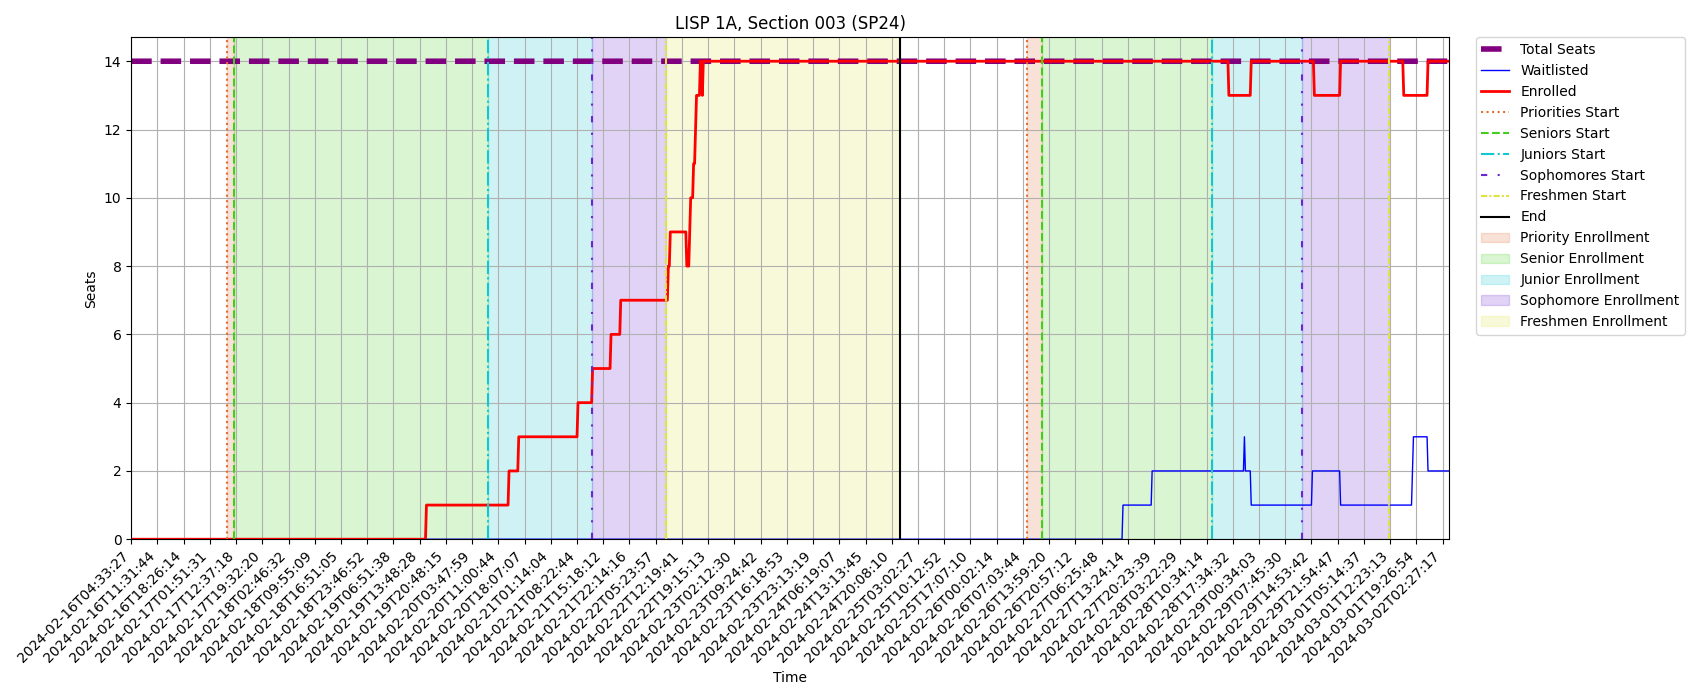 LISP 1A, Section 003 (SP24)
Seats
14
12
10
8
6
4
2
0
2024-02-16T04:33:27
2024-02-16T11:31:44
2024-02-16T18:26:14
2024-02-17T01:51:31
2024-02-17T12:37:18
2024-02-17T19:32:20
2024-02-18T02:46:32
2024-02-18T09:55:09
2024-02-18T16:51:05
2024-02-18T23:46:52
2024-02-19T06:51:38
2024-02-19T13:48:28
2024-02-19T20:48:15
2024-02-20T03:47:59
2024-02-20T11:00:44
2024-02-20T18:07:07
2024-02-21T01:14:04
2024-02-21T08:22:44
2024-02-21T15:18:12
2024-02-21T22:14:16
2024-02-22T05:23:57
2024-02-22T12:19:41
2024-02-22T19:15:13
2024-02-23T02:12:30
2024-02-23T09:24:42
2024-02-23T16:18:53
2024-02-23T23:13:19
2024-02-24T06:19:07
2024-02-24T13:13:45
2024-02-24T20:08:10
2024-02-25T03:02:27
2024-02-25T10:12:52
2024-02-25T17:07:10
2024-02-26T00:02:14
2024-02-26T07:03:44
2024-02-26T13:59:20
2024-02-26T20:57:12
2024-02-27T06:25:48
2024-02-27T13:24:14
2024-02-27T20:23:39
2024-02-28T03:22:29
2024-02-28T10:34:14
2024-02-28T17:34:32
2024-02-29T00:34:03
2024-02-29T07:45:30
2024-02-29T14:53:42
2024-02-29T21:54:47
2024-03-01T05:14:37
2024-03-01T12:23:13
2024-03-01T19:26:54
2024-03-02T02:27:17
Time
Total Seats
Waitlisted
Enrolled
Priorities Start
Seniors Start
Juniors Start
Sophomores Start
Freshmen Start
End
Priority Enrollment
Senior Enrollment
Junior Enrollment
Sophomore Enrollment
Freshmen Enrollment